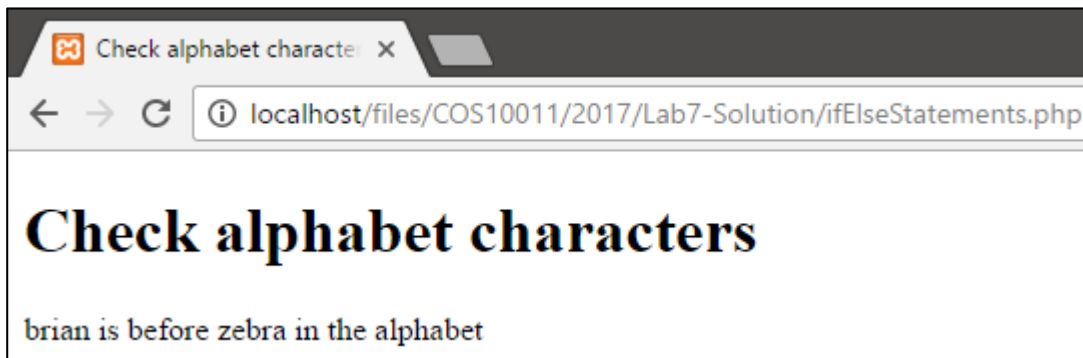 Check alphabet character
localhost/files/COS10011/2017/Lab7-Solution/ifElseStatements.php
Check alphabet characters
brian is before zebra in the alphabet